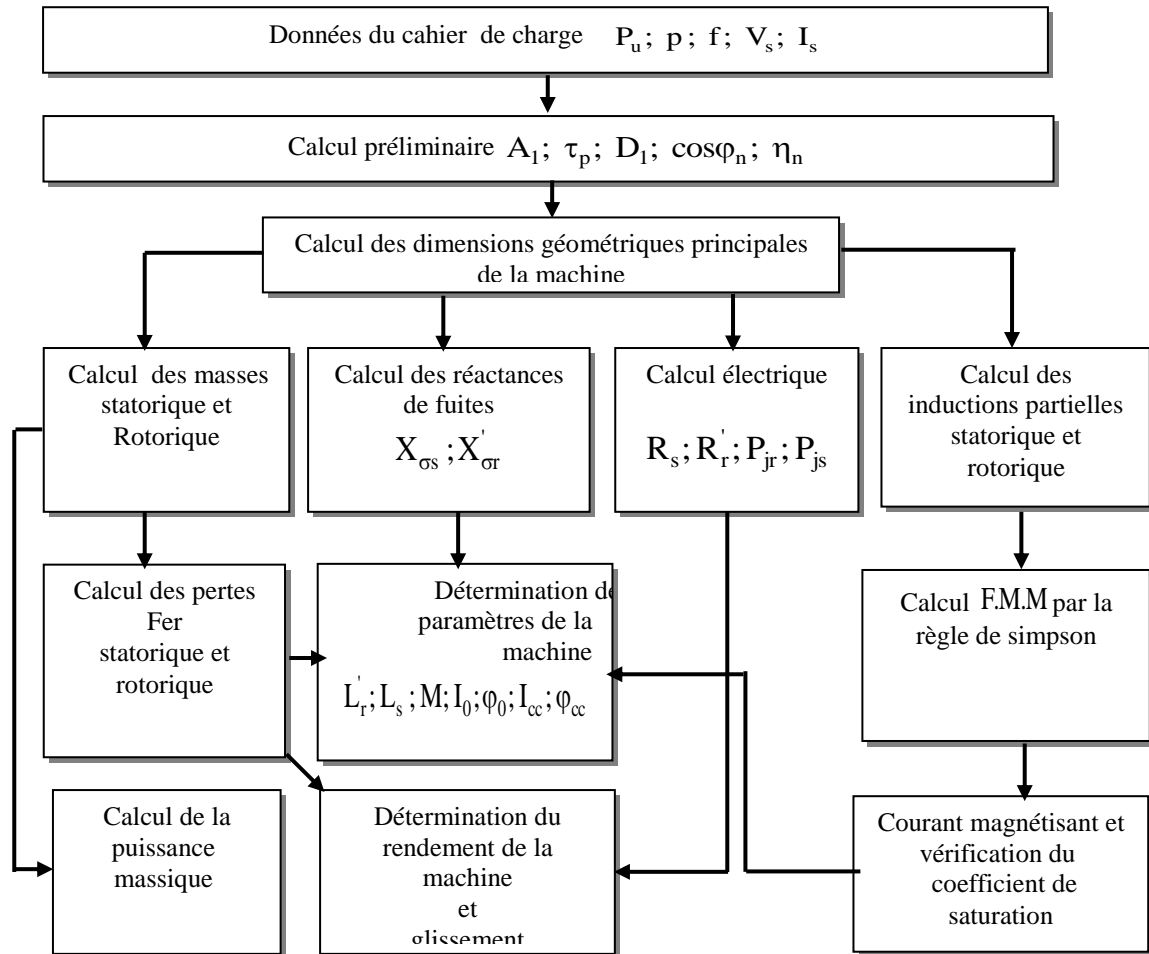 Données du cahier de charge P_u ; p ; f ; V_s ; I_s
Calcul préliminaire A_1 ; τ_p ; D_1 ; cosφ_n ; η_n
Calcul des dimensions géométriques principales
de la machine
Calcul des masses
statorique et
Rotorique
Calcul des réactances
de fuites
X_σs ; X'_σr
Calcul électrique
R_s ; R'_r ; P_jr ; P_js
Calcul des
inductions partielles
statorique et
rotorique
Calcul des pertes
Fer
statorique et
rotorique
Détermination de
paramètres de la
machine
L'_r ; L_s ; M ; I_0 ; φ_0 ; I_cc ; φ_cc
Calcul F.M.M par la
règle de simpson
Calcul de la
puissance
massique
Détermination du
rendement de la
machine
et
glissement
Courant magnétisant et
vérification du
coefficient de
saturation